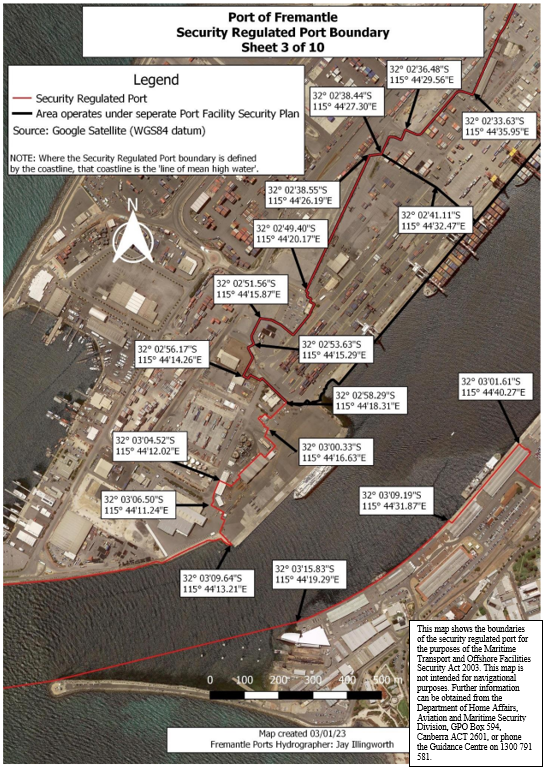 Port of Fremantle
Security Regulated Port Boundary
Sheet 3 of 10
Legend
Security Regulated Port
Area operates under seperate Port Facility Security Plan
Source: Google Satellite (WGS84 datum)
NOTE: Where the Security Regulated Port boundary is defined
by the coastline, that coastline is the 'line of mean high water'.
N
32° 02'36.48"S
115° 44'29.56"E
32° 02'38.44"S
115° 44'27.30"E
32° 02'33.63"S
115° 44'35.95"E
32° 02'38.55"S
115° 44'26.19"E
32° 02'41.11"S
115° 44'32.47"E
32° 02'49.40"S
115° 44'20.17"E
32° 02'51.56"S
115° 44'15.87"E
32° 02'53.63"S
115° 44'15.29"E
32° 02'56.17"S
115° 44'14.26"E
32° 02'58.29"S
115° 44'18.31"E
32° 03'01.61"S
115° 44'40.27"E
32° 03'04.52"S
115° 44'12.02"E
32° 03'00.33"S
115° 44'16.63"E
32° 03'06.50"S
115° 44'11.24"E
32° 03'09.19"S
115° 44'31.87"E
32° 03'09.64"S
115° 44'13.21"E
32° 03'15.83"S
115° 44'19.29"E
0 100 200 300 400 500 m
Map created 03/01/23
Fremantle Ports Hydrographer: Jay Illingworth
This map shows the boundaries
of the security regulated port for
the purposes of the Maritime
Transport and Offshore Facilities
Security Act 2003. This map is
not intended for navigational
purposes. Further information
can be obtained from the
Department of Home Affairs,
Aviation and Maritime Security
Division, GPO Box 594,
Canberra ACT 2601, or phone
the Guidance Centre on 1300 791
581.